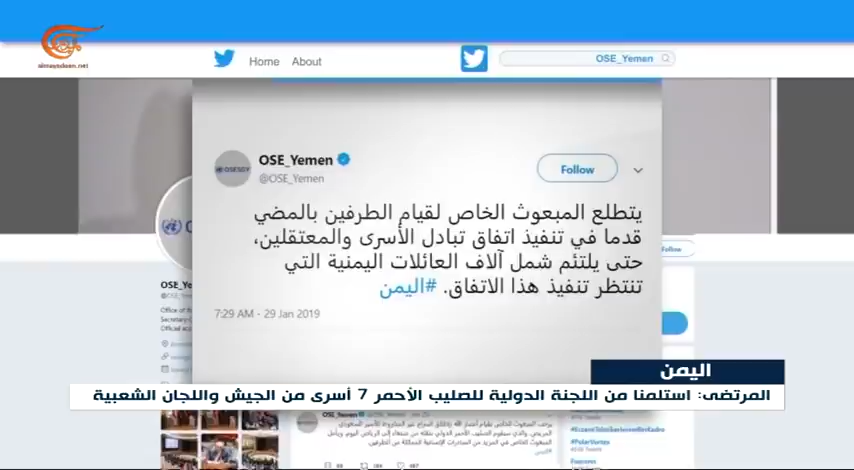 almayadeen.net
Home
About
OSE_Yemen
OSE_Yemen
@OSE_Yemen
Follow
يتطلع المبعوث الخاص لقيام الطرفين بالمضي
قدما في تنفيذ اتفاق تبادل الأسرى والمعتقلين،
حتى يلتئم شمل آلاف العائلات اليمنية التي
تنتظر تنفيذ هذا الاتفاق. #اليمن
7:29 AM - 29 Jan 2019
Follow
اليمن
المرتضى: استلمنا من اللجنة الدولية للصليب الأحمر 7 أسرى من الجيش واللجان الشعبية
OSE_Yemen
#PolarVortex